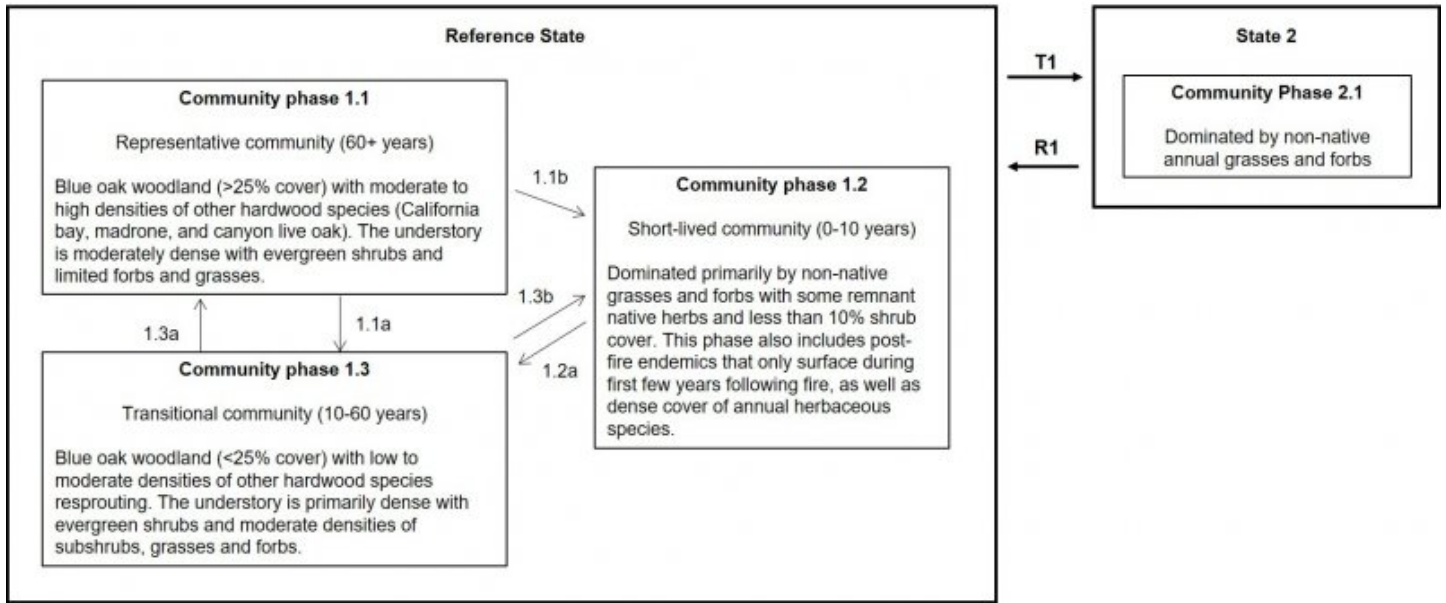 Reference State
Community phase 1.1
Representative community (60+ years)
Blue oak woodland (>25% cover) with moderate to
high densities of other hardwood species (California
bay, madrone, and canyon live oak). The understory
is moderately dense with evergreen shrubs and
limited forbs and grasses.
1.1b
1.3a
1.1a
1.3b
1.2a
Community phase 1.2
Short-lived community (0-10 years)
Dominated primarily by non-native
grasses and forbs with some remnant
native herbs and less than 10% shrub
cover. This phase also includes post-
fire endemics that only surface during
first few years following fire, as well as
dense cover of annual herbaceous
species.
Community phase 1.3
Transitional community (10-60 years)
Blue oak woodland (<25% cover) with low to
moderate densities of other hardwood species
resprouting. The understory is primarily dense with
evergreen shrubs and moderate densities of
subshrubs, grasses and forbs.
T1
R1
State 2
Community Phase 2.1
Dominated by non-native
annual grasses and forbs